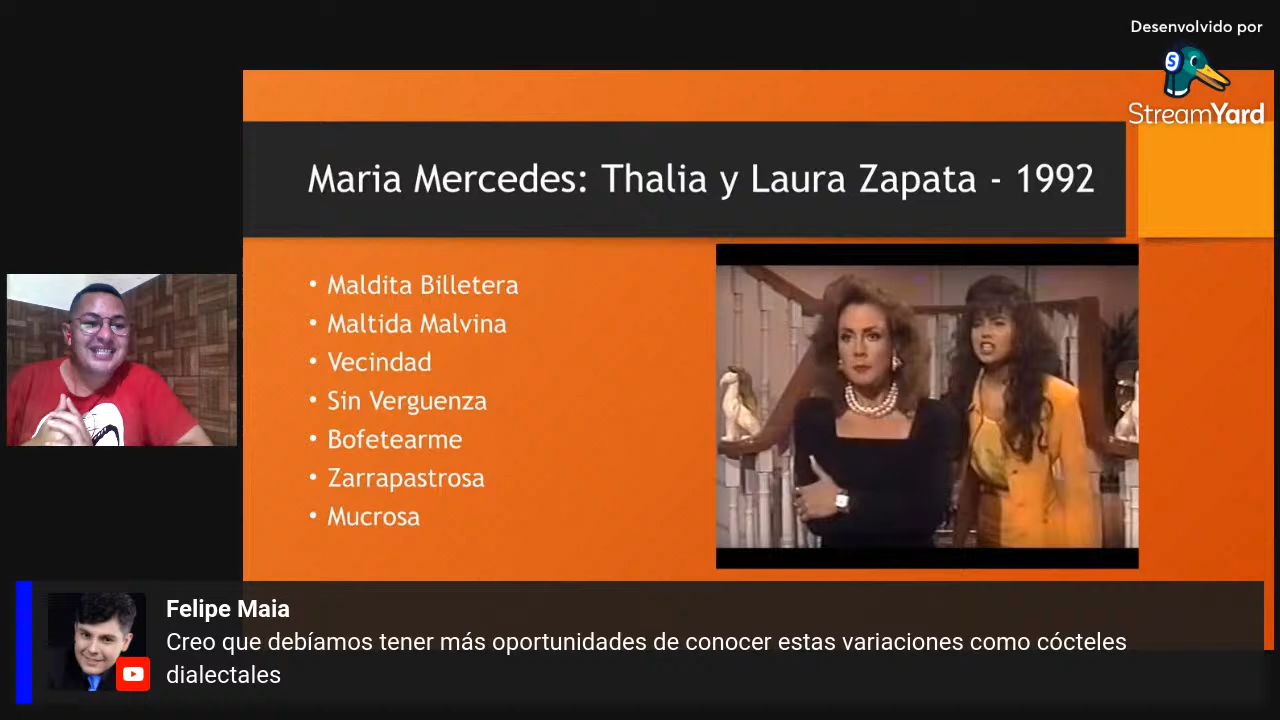 Desenvolvido por
StreamYard
Maria Mercedes: Thalia y Laura Zapata - 1992
• Maldita Billetera
• Maltida Malvina
• Vecindad
• Sin Verguenza
• Bofetearme
• Zarrapastrosa
• Mucrosa
Felipe Maia
Creo que debíamos tener más oportunidades de conocer estas variaciones como cócteles
dialectales